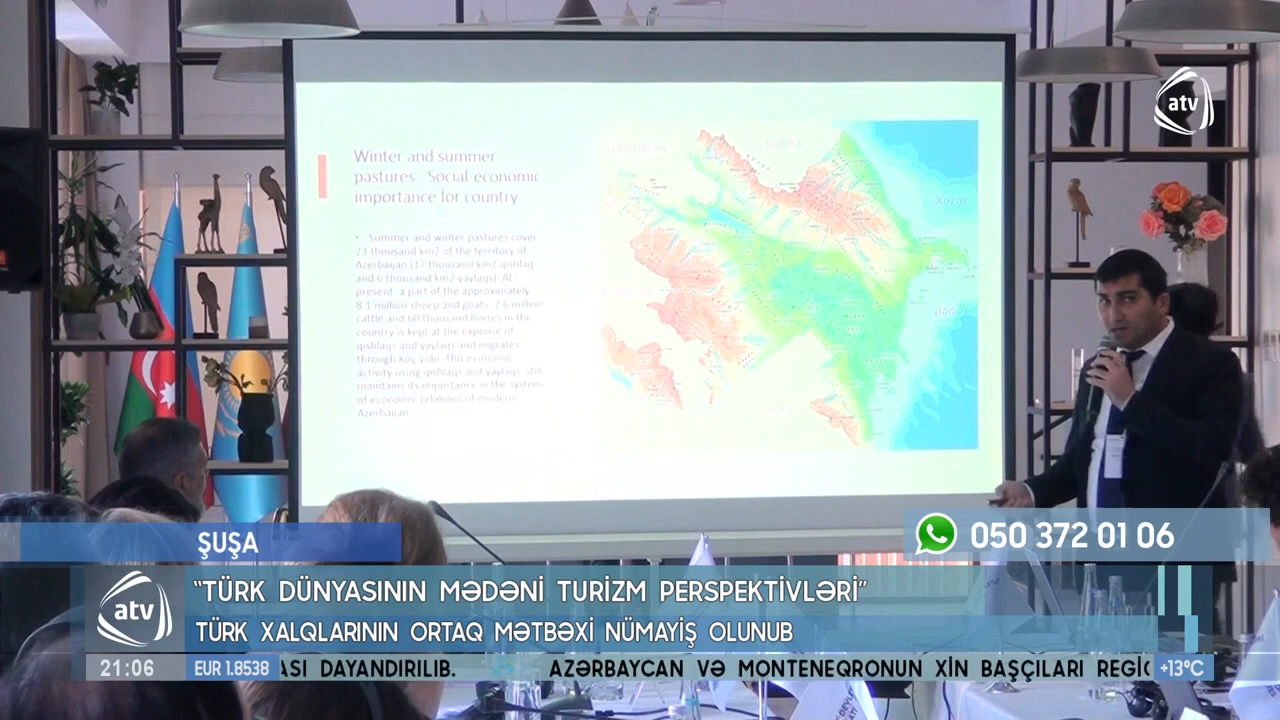 atv
Winter and summer
pastures - Social-economic
importance for country
• Summer and winter pastures cover
23 thousand km2 of the territory of
Azerbaijan (17 thousand km2 qishlaq
and 6 thousand km2 yaylaqs). At
present, a part of the approximately
8.1 million sheep and goats, 2.6 million
cattle and 60 thousand horses in the
country is kept at the expense of
qishlaqs and yaylaqs and migrates
through Köç yolu. This economic
activity using qishlaqs and yaylaqs, still
maintains its importance in the system
of economic relations of modern
Azerbaijan.
GÜRCÜSTAN
RUSİYA
Xəzər
dəni
ŞUŞA
050 372 01 06
atv
"TÜRK DÜNYASININ MƏDƏNİ TURİZM PERSPEKTİVLƏRİ"
TÜRK XALQLARININ ORTAQ MƏTBƏXİ NÜMAYİŞ OLUNUB
21:06 EUR 1.8538 ASI DAYANDIRILIB. AZƏRBAYCAN VƏ MONTENEQRONUN XİN BAŞÇILARI REGİO +13°C